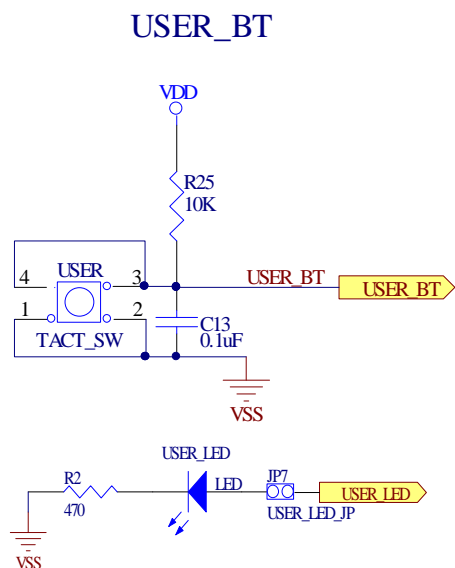 USER_BT
VDD
R25
10K
4 USER 3
USER_BT USER_BT
1 2
TACT_SW
C13
0.1uF
VSS
USER_LED
R2 LED JP7
USER_LED
470
USER_LED_JP
VSS